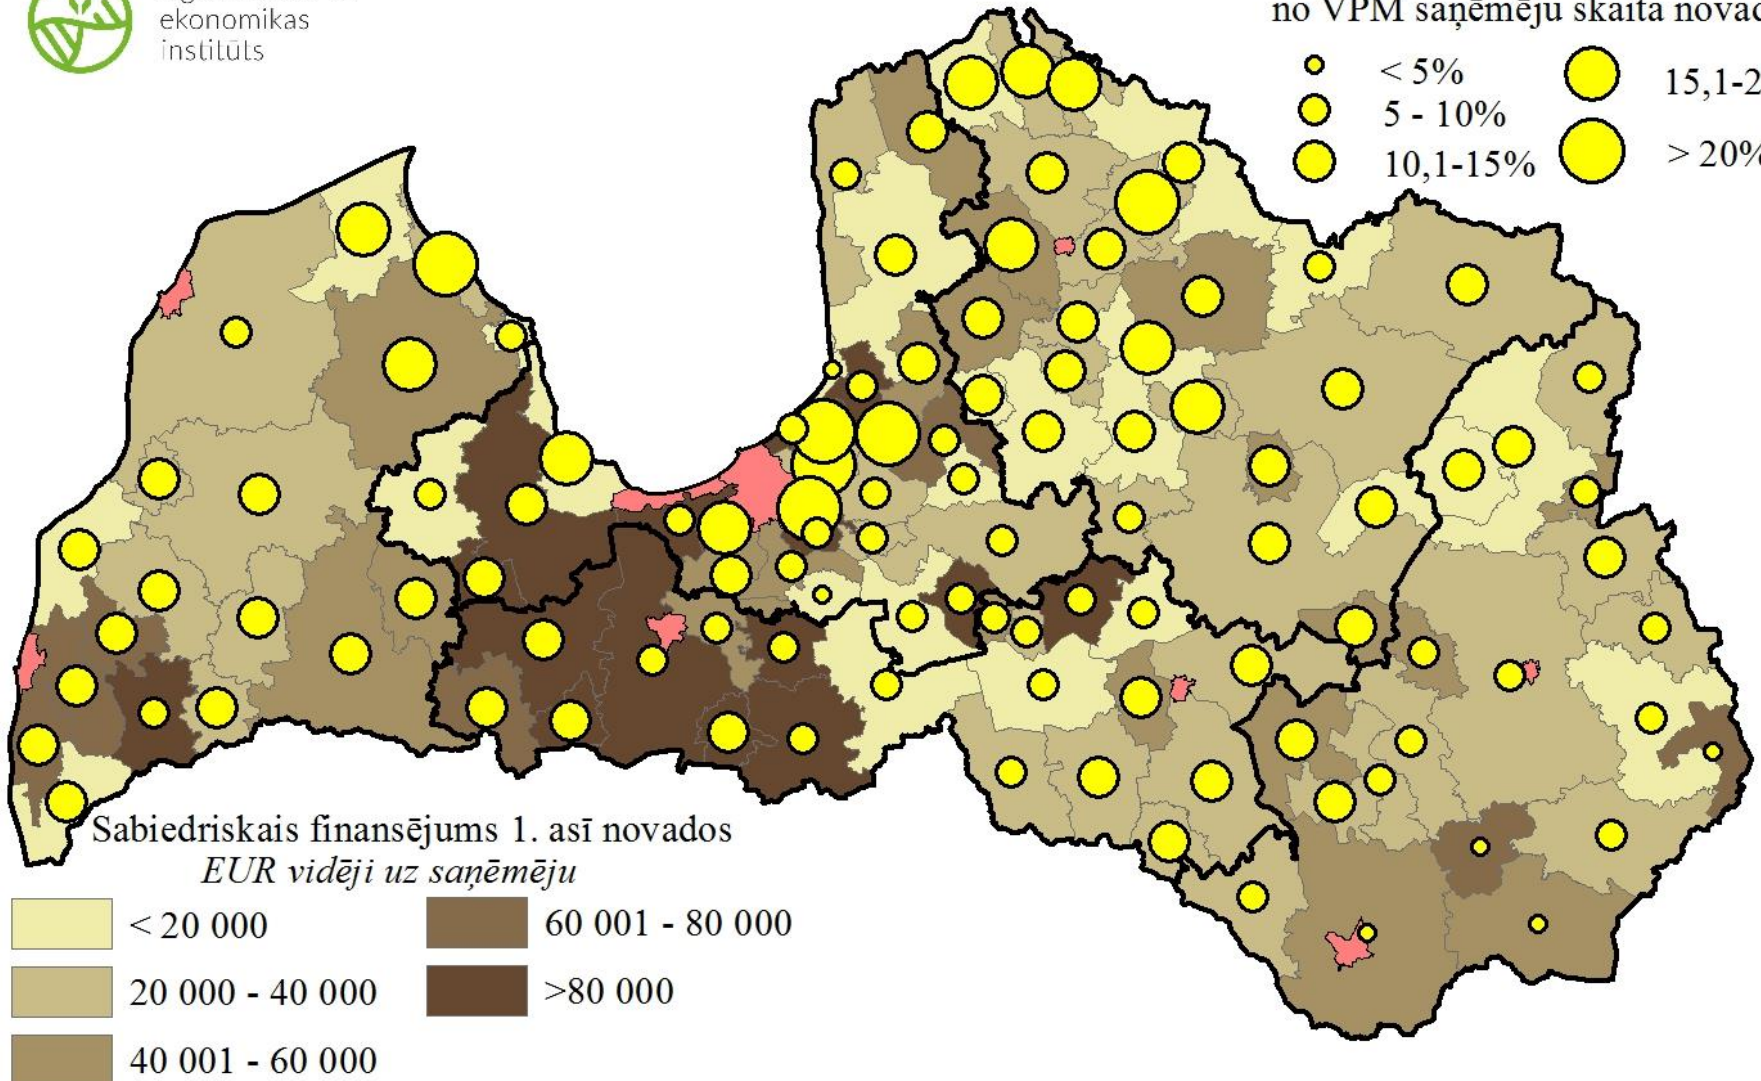 ekonomikas
institūts
no VPM saņēmēju skaita novad
< 5%
5 - 10%
10,1-15%
15,1-2
> 20%
Sabiedriskais finansējums 1. asī novados
EUR vidēji uz saņēmēju
< 20 000
20 000 - 40 000
40 001 - 60 000
60 001 - 80 000
>80 000